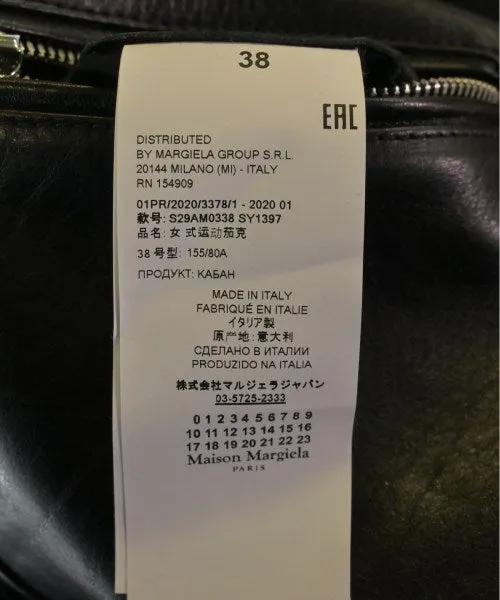 38
EAC
DISTRIBUTED
BY MARGIELA GROUP S.R.L.
20144 MILANO (MI) - ITALY
RN 154909
01PR/2020/3378/1 - 2020 01
款号: S29AM0338 SY1397
品名: 女 式运动茄克
38 号型: 155/80A
ПРОДУКТ: КАБАН
MADE IN ITALY
FABRIQUÉ EN ITALIE
イタリア製
原产地: 意大利
СДЕЛАНО В ИТАЛИИ
PRODUZIDO NA ITALIA
株式会社マルジェラジャパン
03-5725-2333
0 1 2 3 4 5 6 7 8 9
10 11 12 13 14 15 16
17 18 19 20 21 22 23
Maison Margiela
PARIS